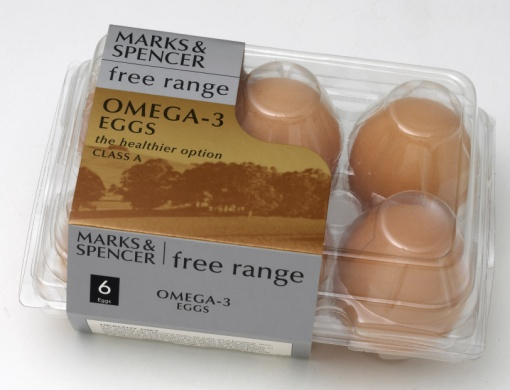 MARKS &
SPENCER
free range
OMEGA-3
EGGS
the healthier option
CLASS A
MARKS &
SPENCER
free range
6
Eggs
OMEGA-3
EGGS